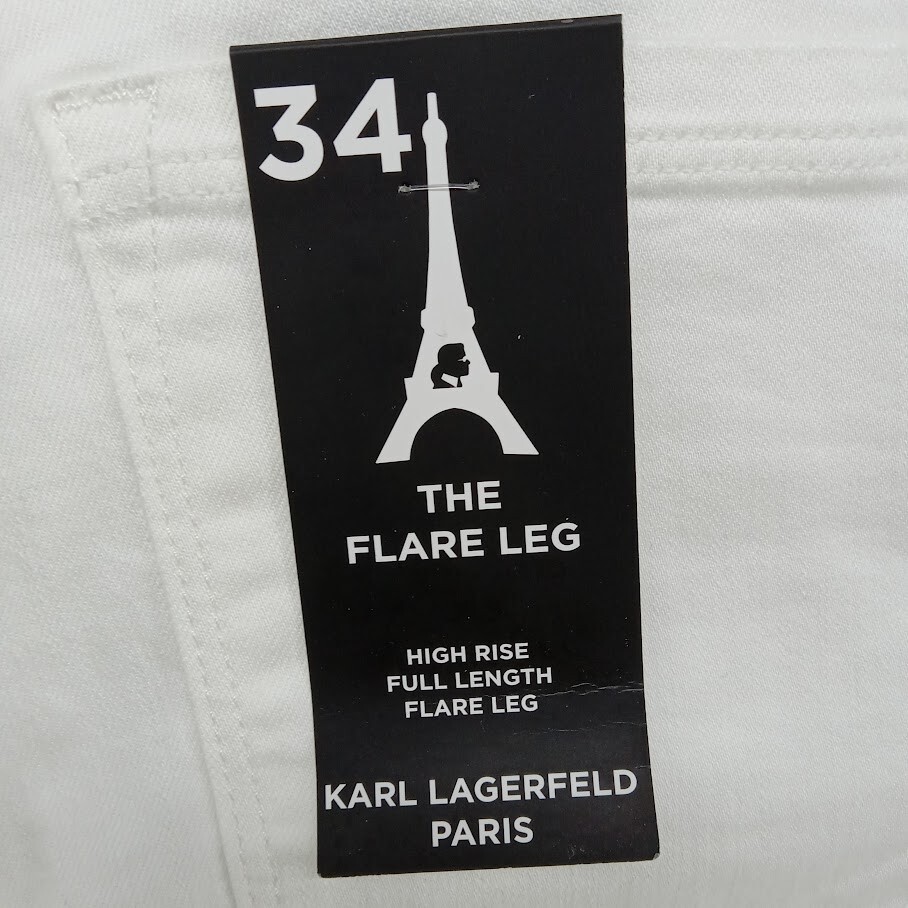 34
THE
FLARE LEG
HIGH RISE
FULL LENGTH
FLARE LEG
KARL LAGERFELD
PARIS